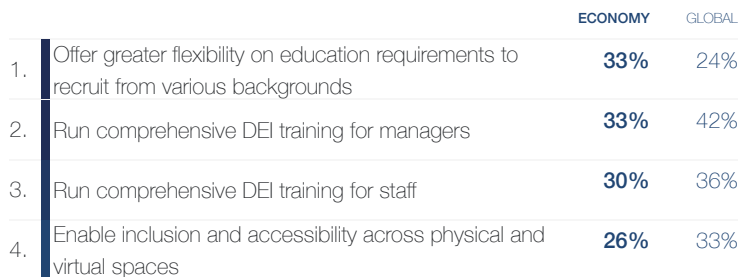 ECONOMY GLOBAL
1. Offer greater flexibility on education requirements to
recruit from various backgrounds 33% 24%
2. Run comprehensive DEI training for managers 33% 42%
3. Run comprehensive DEI training for staff 30% 36%
4. Enable inclusion and accessibility across physical and
virtual spaces 26% 33%